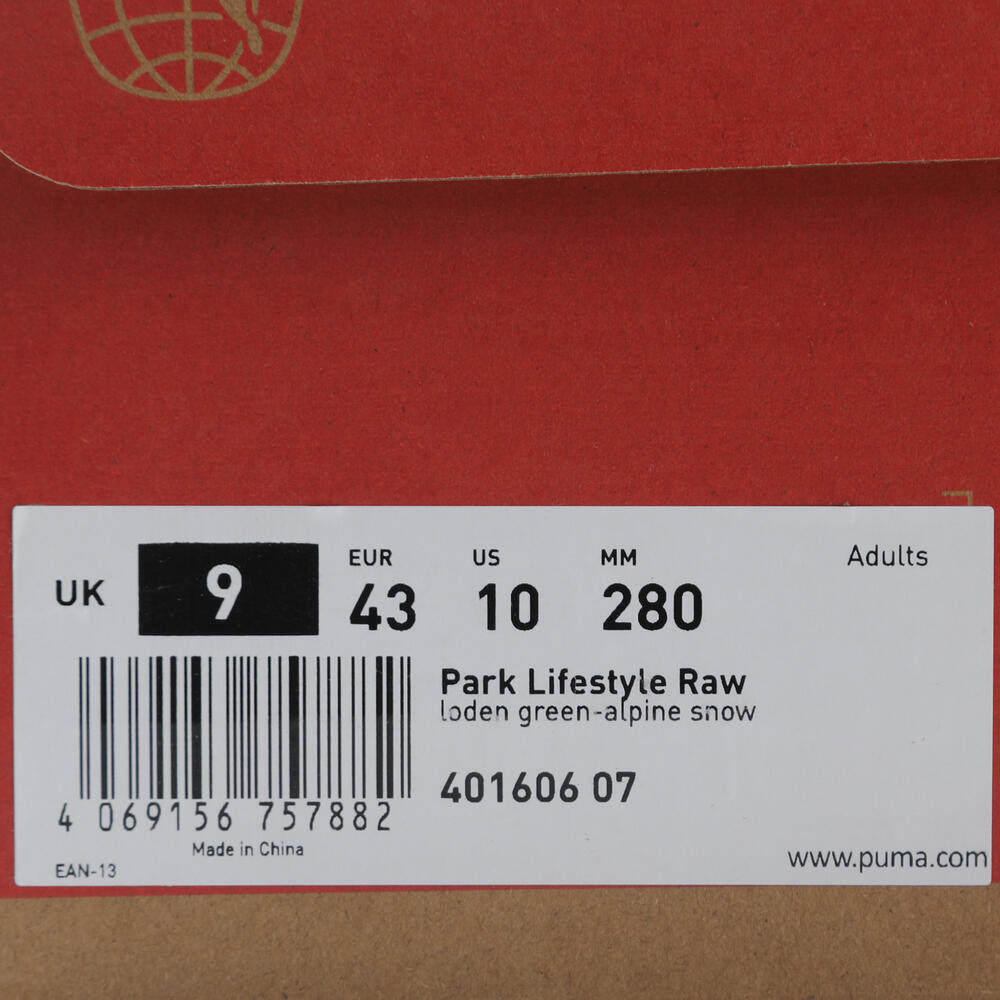 UK 9
EUR 43
US 10
MM 280
Adults
Park Lifestyle Raw
loden green-alpine snow
401606 07
4 069156 757882
Made in China
EAN-13
www.puma.com